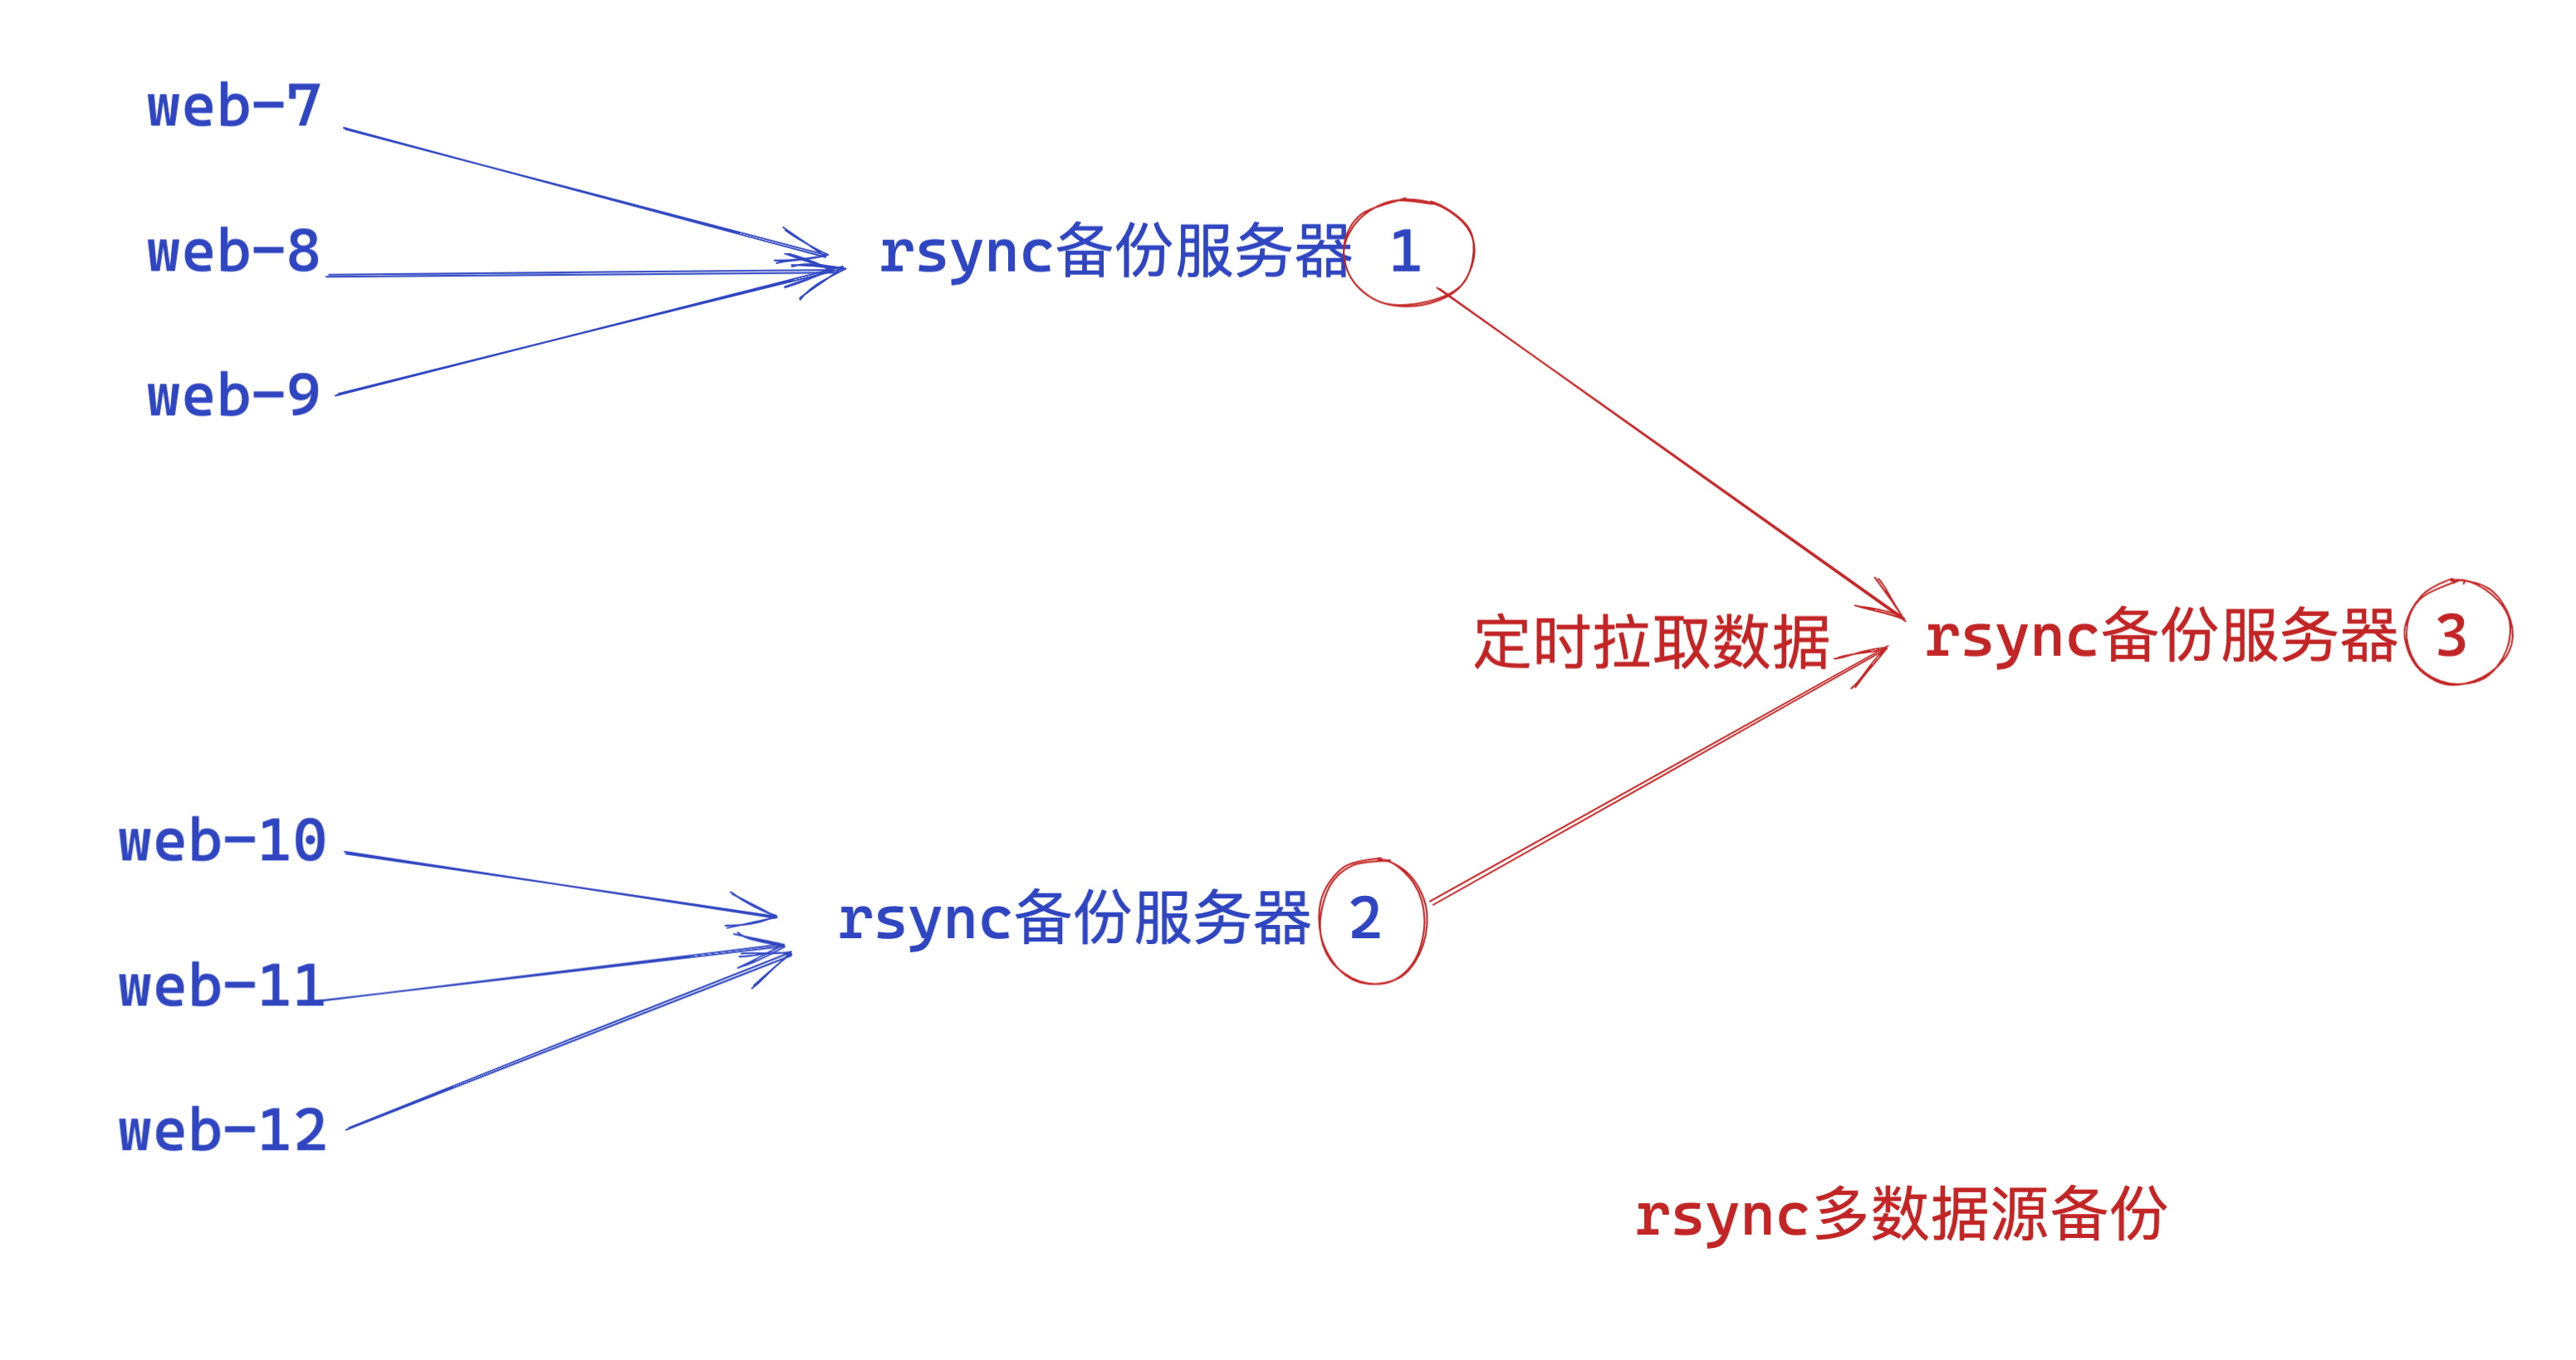 web-7
web-8
web-9
rsync备份服务器 1
定时拉取数据
rsync备份服务器 3
web-10
web-11
web-12
rsync备份服务器 2
rsync多数据源备份